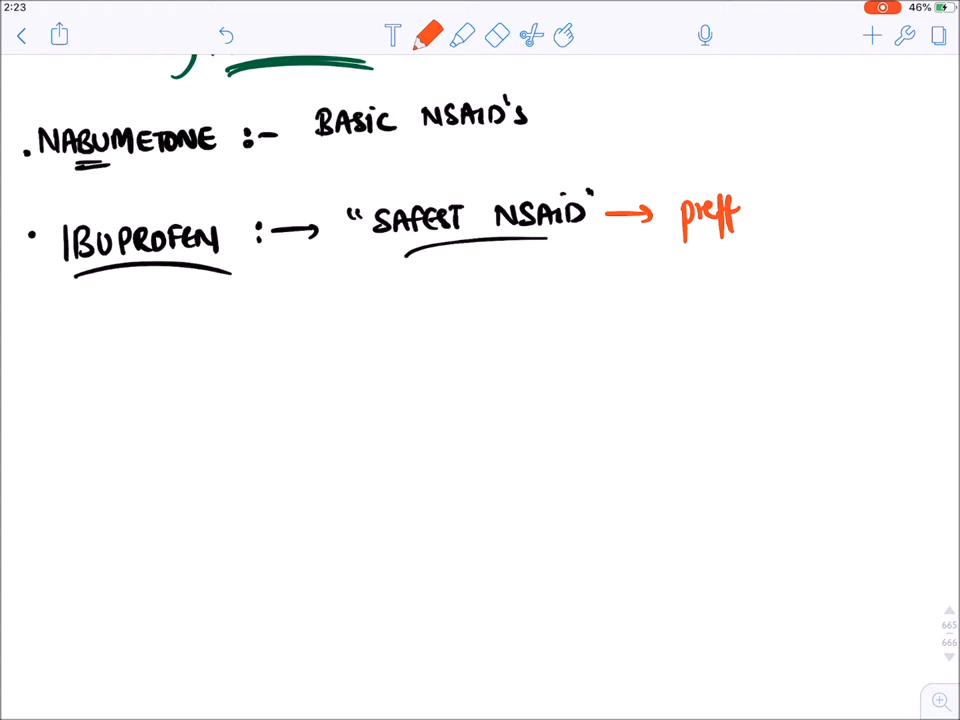 2:23
46%
T
. NABUMETONE :- BASIC NSAID's
• IBUPROFEN :→ "SAFEST NSAID" → preff
665
666